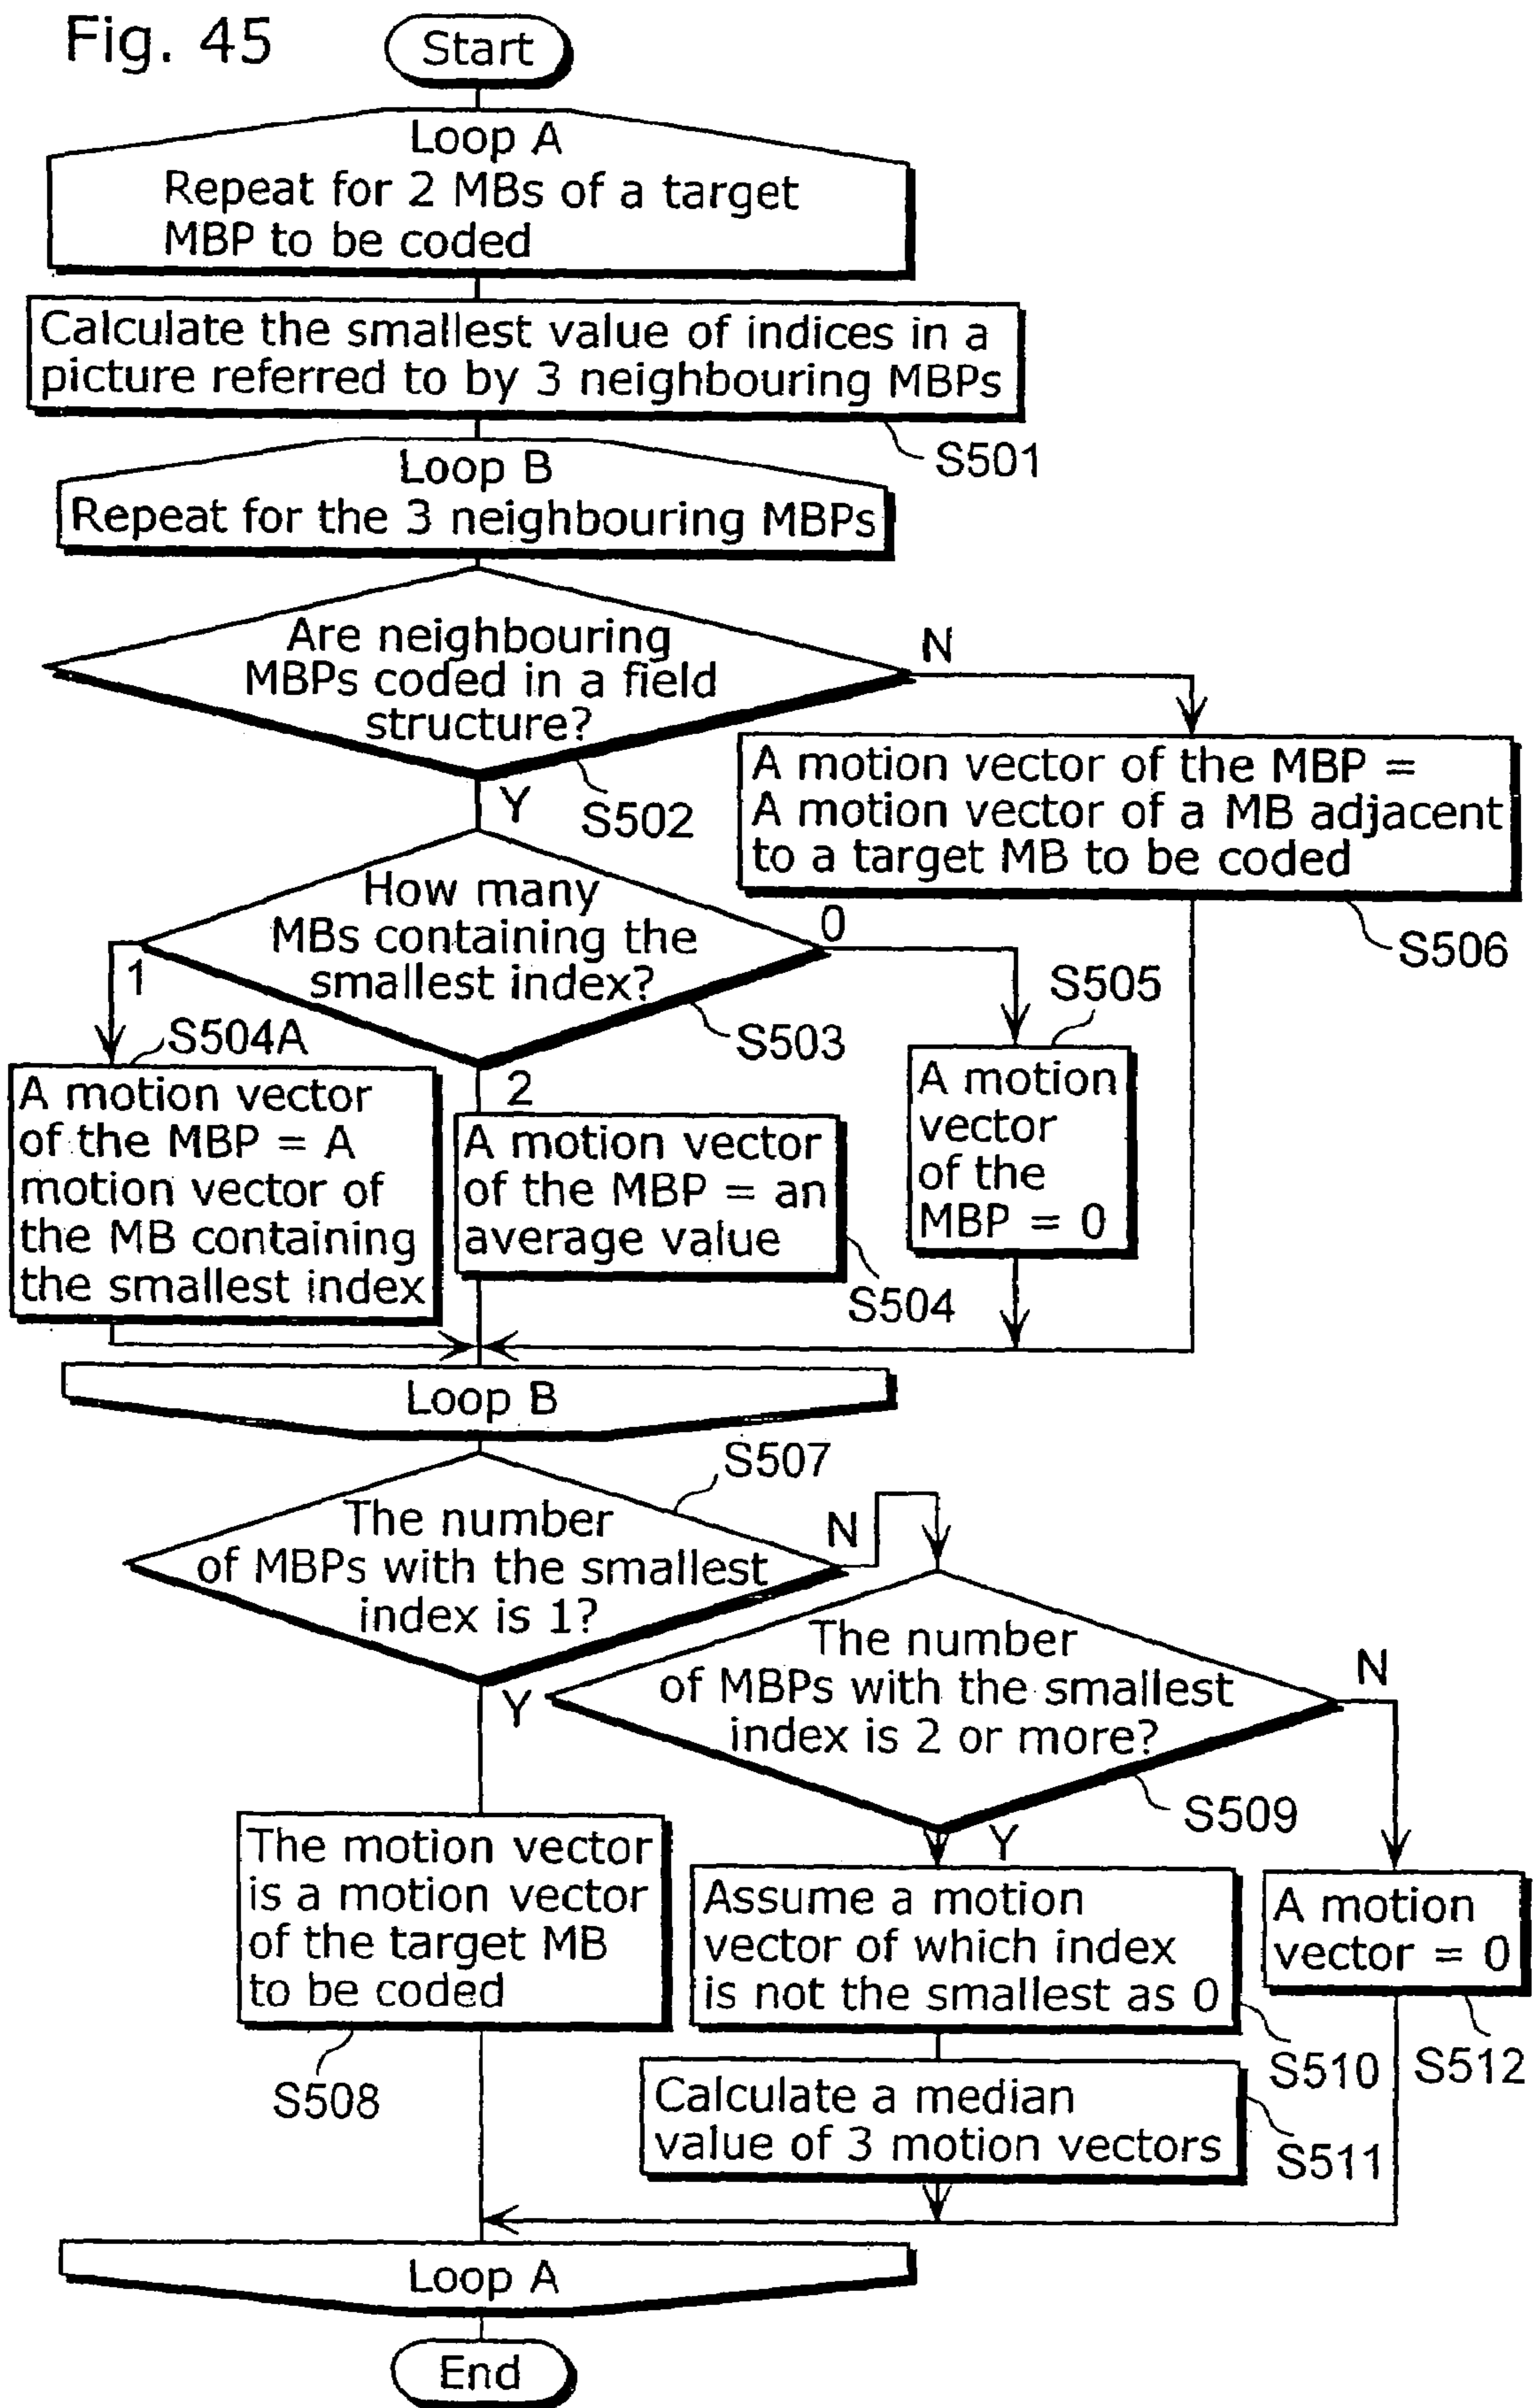 Fig. 45
Start
Loop A
Repeat for 2 MBs of a target
MBP to be coded
Calculate the smallest value of indices in a
picture referred to by 3 neighbouring MBPs
S501
Loop B
Repeat for the 3 neighbouring MBPs
Are neighbouring
MBPs coded in a field
structure?
N
S502
Y
A motion vector of the MBP =
A motion vector of a MB adjacent
to a target MB to be coded
S506
How many
MBs containing the
smallest index?
0
1
S503
S505
S504A
2
A motion vector
of the MBP = A
motion vector of
the MB containing
the smallest index
A motion vector
of the MBP = an
average value
S504
A motion
vector
of the
MBP = 0
Loop B
S507
The number
of MBPs with the smallest
index is 1?
N
Y
The number
of MBPs with the smallest
index is 2 or more?
N
S509
Y
The motion vector
is a motion vector
of the target MB
to be coded
S508
Assume a motion
vector of which index
is not the smallest as 0
S510
A motion
vector = 0
S512
Calculate a median
value of 3 motion vectors
S511
Loop A
End